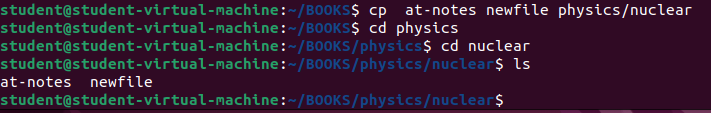 student@student-virtual-machine:~/BOOKS$ cp  at-notes newfile physics/nuclear
student@student-virtual-machine:~/BOOKS$ cd physics
student@student-virtual-machine:~/BOOKS/physics$ cd nuclear
student@student-virtual-machine:~/BOOKS/physics/nuclear$ ls
at-notes  newfile
student@student-virtual-machine:~/BOOKS/physics/nuclear$